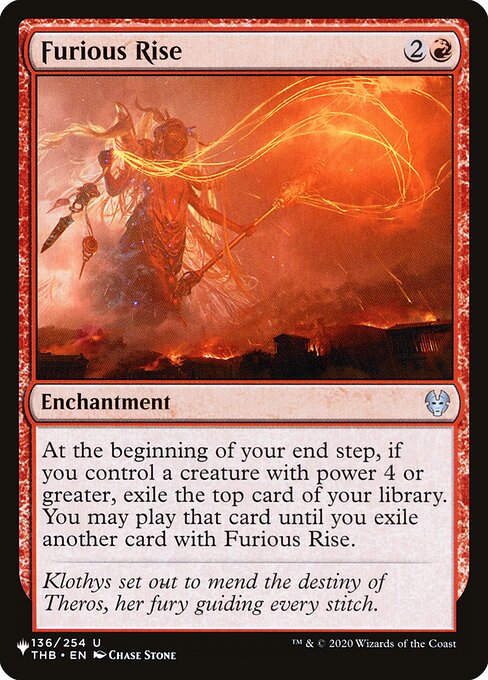 Furious Rise 2
Enchantment
At the beginning of your end step, if
you control a creature with power 4 or
greater, exile the top card of your library.
You may play that card until you exile
another card with Furious Rise.
Klothys set out to mend the destiny of
Theros, her fury guiding every stitch.
136/254 U
THB • EN Chase Stone
™ & © 2020 Wizards of the Coast